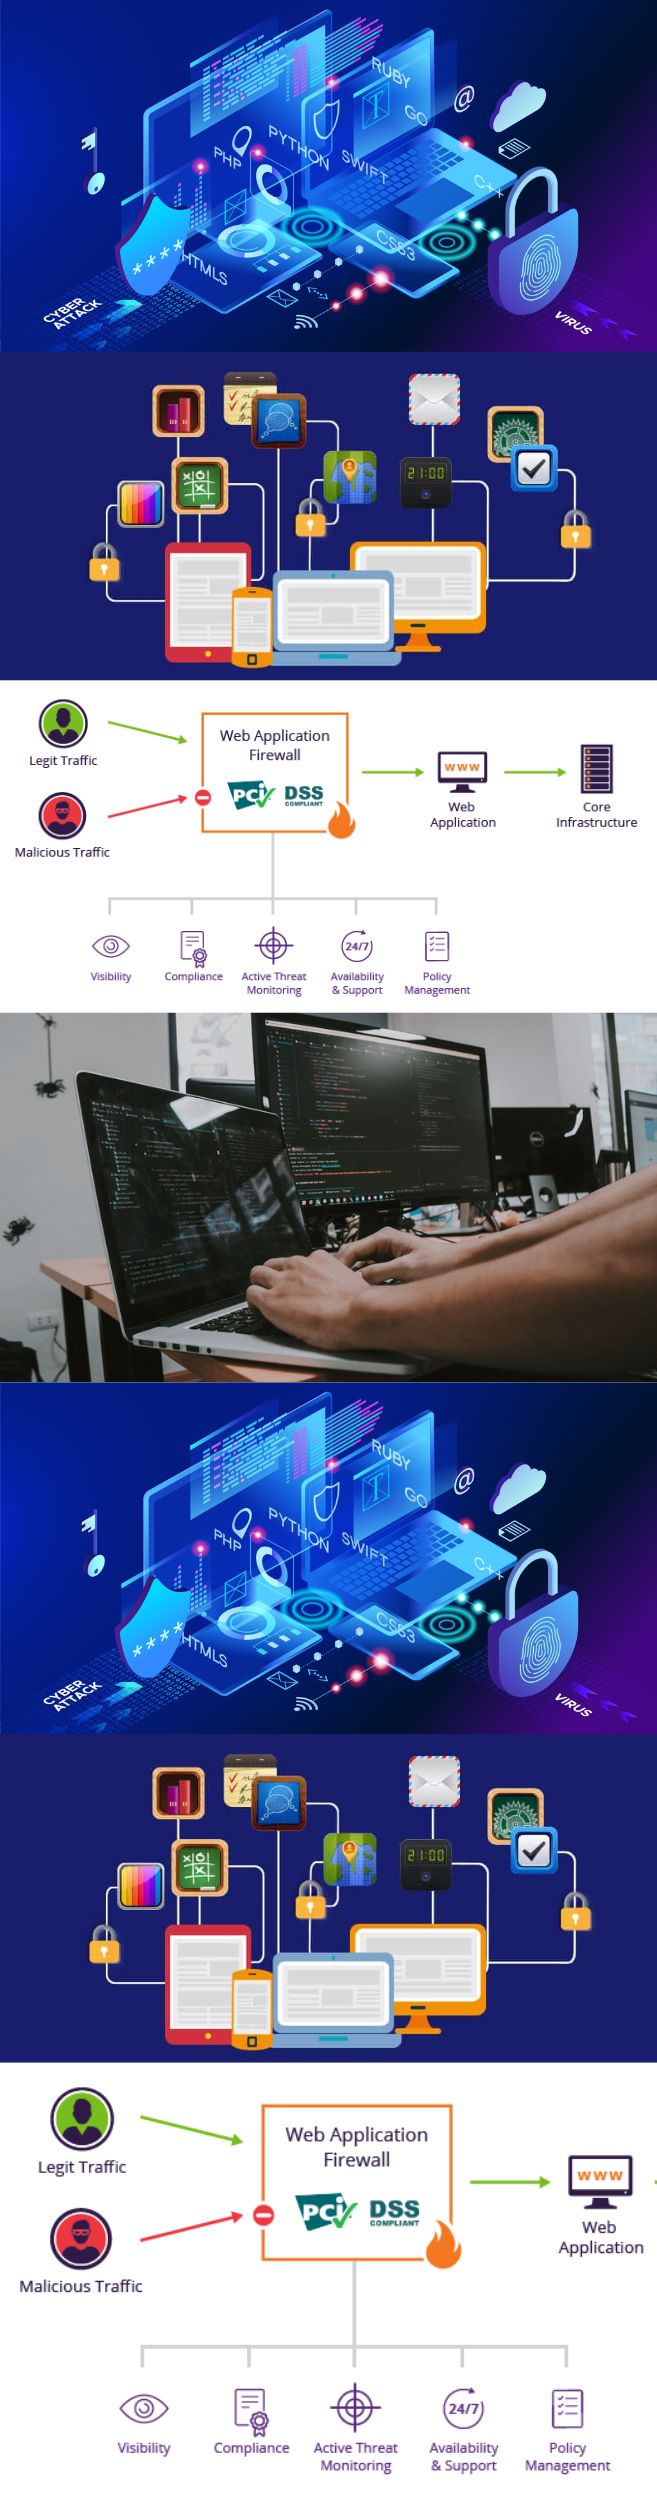 RUBY
@
GO
PYTHON
PHP
SWIFT
C++
****
HTML5
CSS3
CYBER
ATTACK
VIRUS
21:00
Legit Traffic
Web Application
Firewall
PCI DSS
COMPLIANT
www
Web
Application
Core
Infrastructure
Malicious Traffic
24/7
Visibility
Compliance
Active Threat
Monitoring
Availability
& Support
Policy
Management
RUBY
@
GO
PYTHON
PHP
SWIFT
C++
****
HTML5
CSS3
CYBER
ATTACK
VIRUS
21:00
Legit Traffic
Web Application
Firewall
PCI DSS
COMPLIANT
www
Web
Application
Malicious Traffic
24/7
Visibility
Compliance
Active Threat
Monitoring
Availability
& Support
Policy
Management